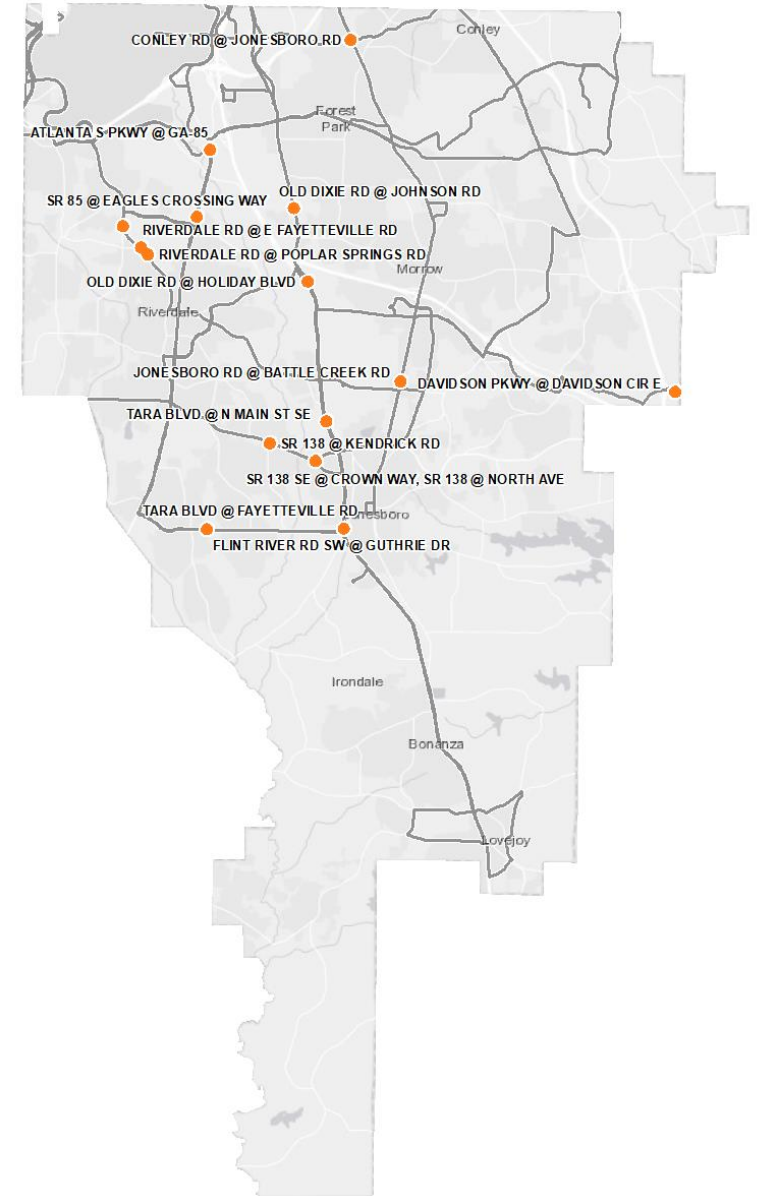 Conley
CONLEY RD @ JONESBORO RD
Forest
Park
ATLANTA S PKWY @ GA-85
OLD DIXIE RD @ JOHNSON RD
SR 85 @ EAGLES CROSSING WAY
RIVERDALE RD @ E FAYETTEVILLE RD
RIVERDALE RD @ POPLAR SPRINGS RD
Morrow
OLD DIXIE RD @ HOLIDAY BLVD
Riverdale
JONESBORO RD @ BATTLE CREEK RD
DAVIDSON PKWY @ DAVIDSON CIR E
TARA BLVD @ N MAIN ST SE
SR 138 @ KENDRICK RD
SR 138 SE @ CROWN WAY, SR 138 @ NORTH AVE
TARA BLVD @ FAYETTEVILLE RD
Jonesboro
FLINT RIVER RD SW @ GUTHRIE DR
Irondale
Bonanza
Lovejoy